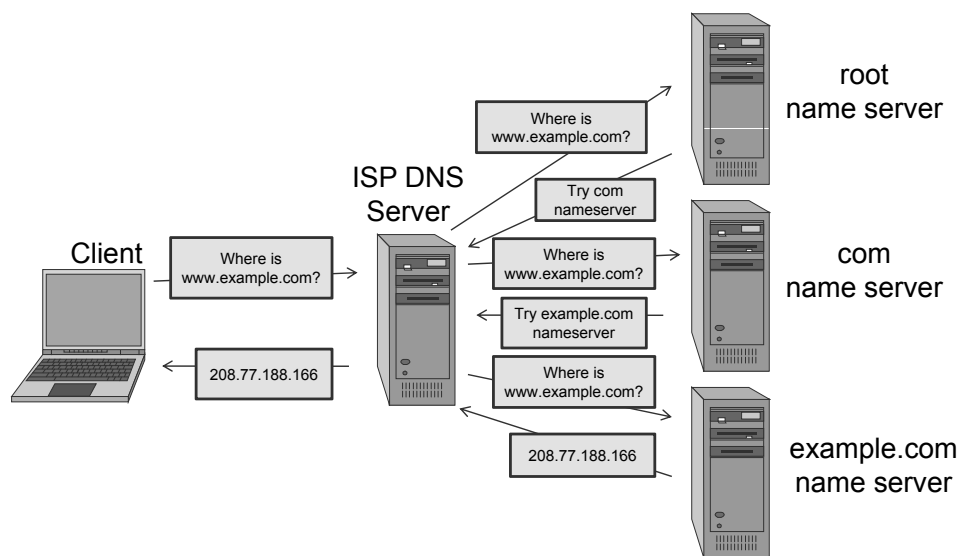 root
name server
Where is
www.example.com?
ISP DNS
Server
Try com
nameserver
Client
Where is
www.example.com?
Where is
www.example.com?
com
name server
Try example.com
nameserver
208.77.188.166
Where is
www.example.com?
208.77.188.166
example.com
name server